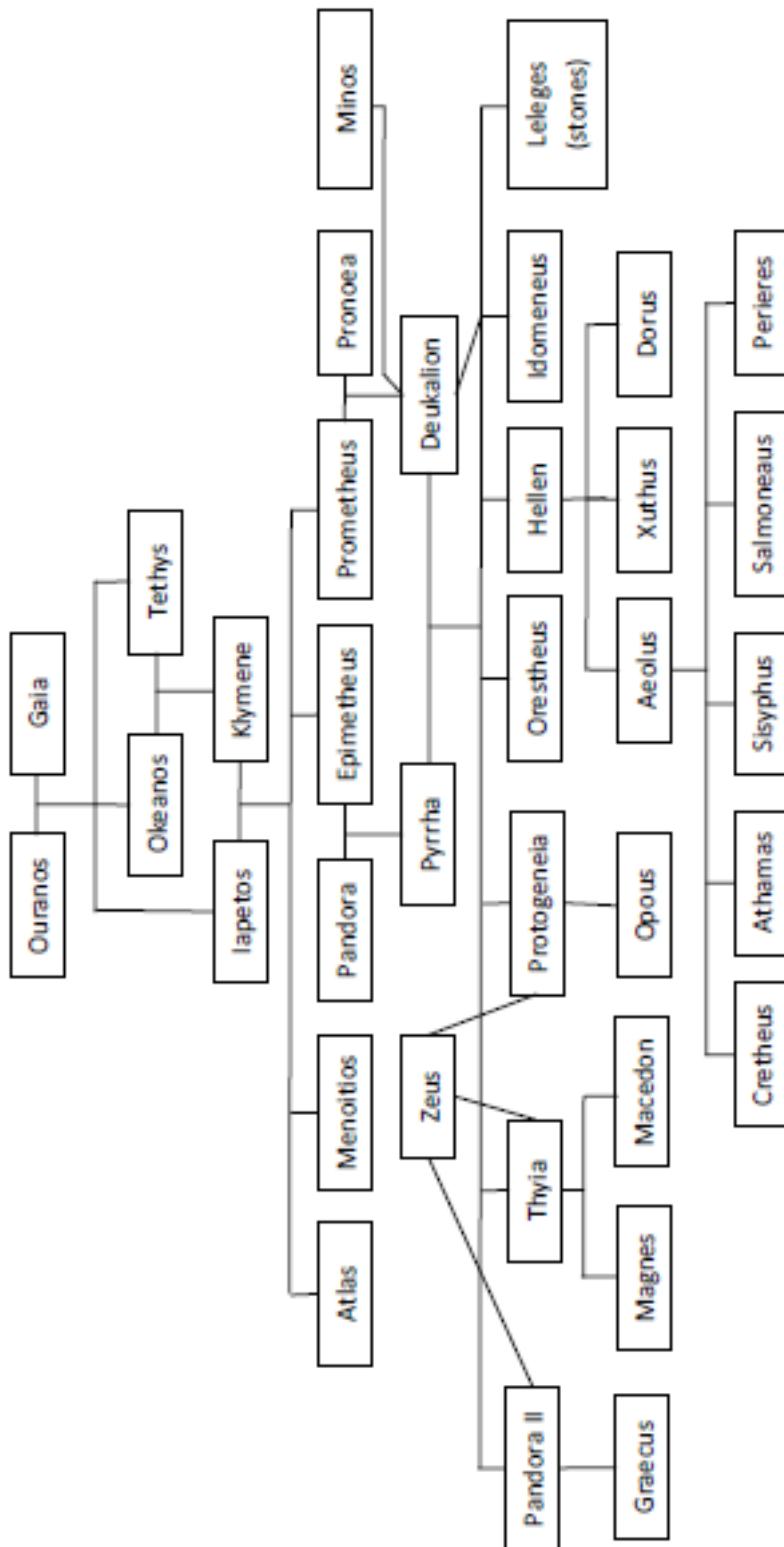 Ouranos
Gaia
Okeanos
Tethys
Iapetos
Klymene
Atlas
Menoitios
Pandora
Epimetheus
Prometheus
Pronoea
Minos
Zeus
Pyrrha
Deukalion
Pandora II
Thyia
Protogeneia
Orestheus
Hellen
Idomeneus
Leleges
(stones)
Graecus
Magnes
Macedon
Opous
Aeolus
Xuthus
Dorus
Cretheus
Athamas
Sisyphus
Salmoneaus
Perieres